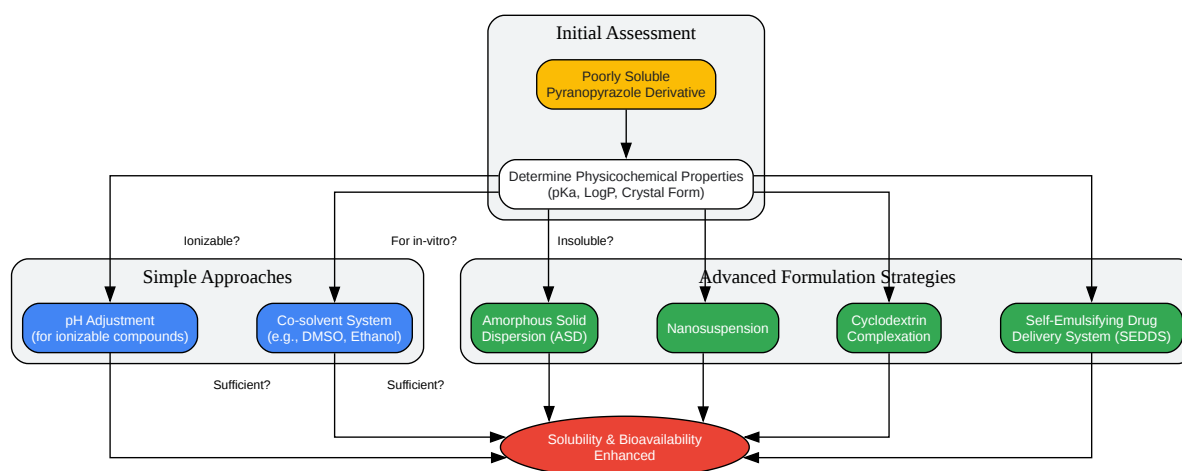 Initial Assessment
Poorly Soluble
Pyranopyrazole Derivative
Determine Physicochemical Properties
(pKa, LogP, Crystal Form)
Ionizable?
For in-vitro?
Insoluble?
Simple Approaches
Advanced Formulation Strategies
pH Adjustment
(for ionizable compounds)
Co-solvent System
(e.g., DMSO, Ethanol)
Amorphous Solid
Dispersion (ASD)
Nanosuspension
Cyclodextrin
Complexation
Self-Emulsifying Drug
Delivery System (SEDDS)
Sufficient?
Sufficient?
Solubility & Bioavailability
Enhanced